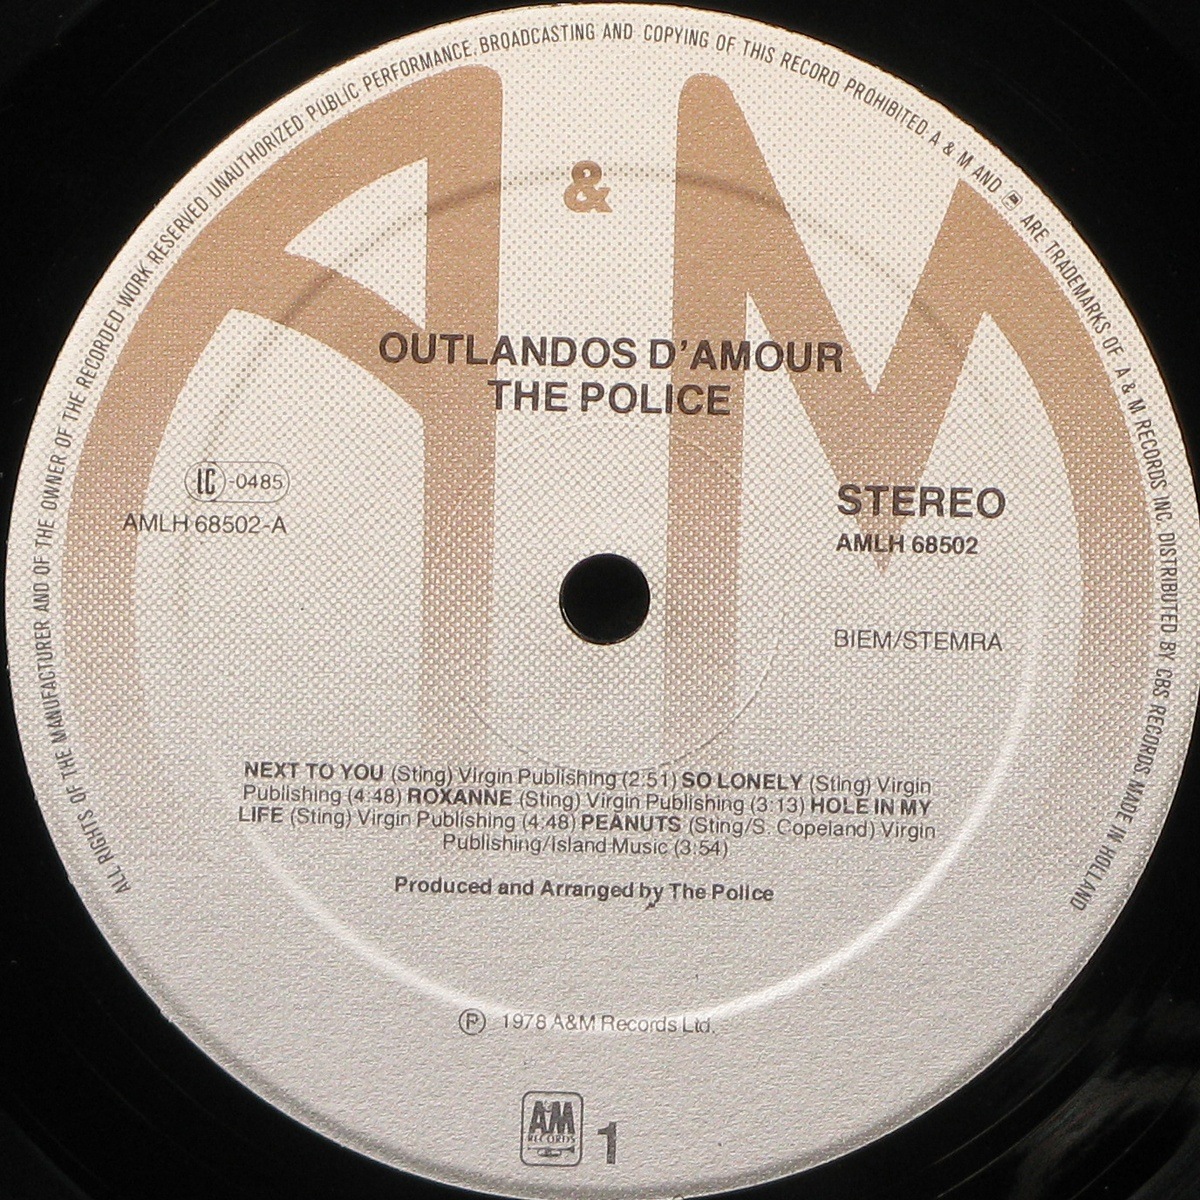 ALL RIGHTS OF THE MANUFACTURER AND OF THE OWNER OF THE RECORDED WORK RESERVED UNAUTHORIZED PUBLIC PERFORMANCE, BROADCASTING AND COPYING OF THIS RECORD PROHIBITED. A & M AND ARE TRADEMARKS OF A & M RECORDS INC. DISTRIBUTED BY CBS RECORDS. MADE IN HOLLAND
A & M
OUTLANDOS D'AMOUR
THE POLICE
LC -0485
AMLH 68502-A
STEREO
AMLH 68502
BIEM/STEMRA
NEXT TO YOU (Sting) Virgin Publishing (2:51) SO LONELY (Sting) Virgin
Publishing (4:48) ROXANNE (Sting) Virgin Publishing (3:13) HOLE IN MY
LIFE (Sting) Virgin Publishing (4:48) PEANUTS (Sting/S. Copeland) Virgin
Publishing/Island Music (3:54)
Produced and Arranged by The Police
℗ 1978 A&M Records Ltd.
AM
RECORDS
1